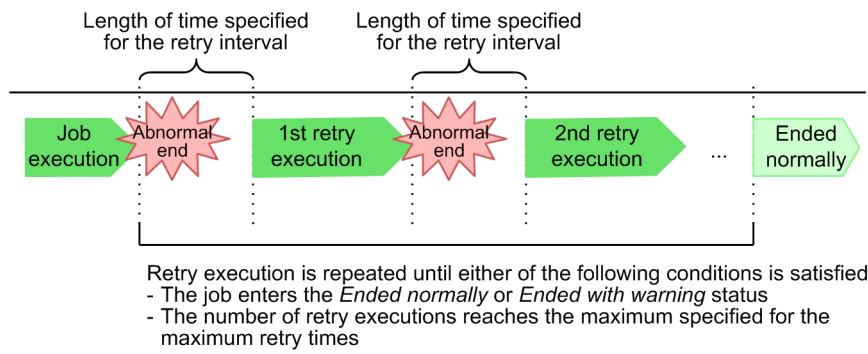 Length of time specified
for the retry interval
Length of time specified
for the retry interval
Job
execution
Abnormal
end
1st retry
execution
Abnormal
end
2nd retry
execution
...
Ended
normally
Retry execution is repeated until either of the following conditions is satisfied
- The job enters the Ended normally or Ended with warning status
- The number of retry executions reaches the maximum specified for the
maximum retry times